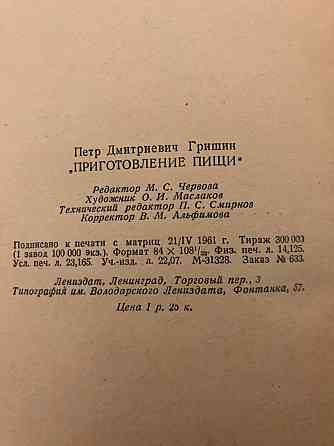 Петр Дмитриевич Гришин
„ПРИГОТОВЛЕНИЕ ПИЩИ“
Редактор М. С. Червова
Художник О. И. Маслаков
Технический редактор П. С. Смирнов
Корректор В. М. Альфимова
Подписано к печати с матриц 21/IV 1961 г. Тираж 300 000
(1 завод 100 000 экз.). Формат 84 × 108 1/32. Физ. печ. л. 14,125.
Усл. печ. л. 23,165. Уч.-изд. л. 22,07. М-31328. Заказ № 633.
Лениздат, Ленинград, Торговый пер., 3
Типография им. Володарского Лениздата, Фонтанка, 57.
Цена 1 р. 25 к.